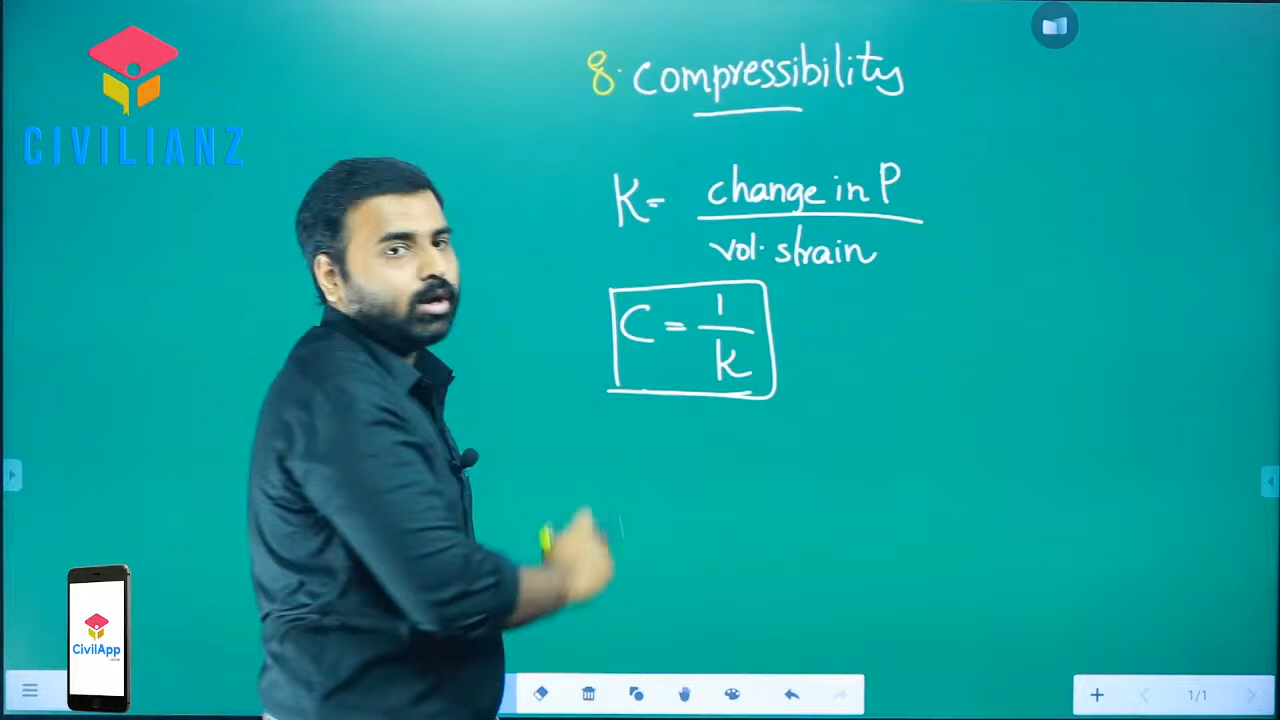 CIVILIANZ
8. Compressibility
K= change in P
vol. strain
C = 1
k
CivilApp
1/1